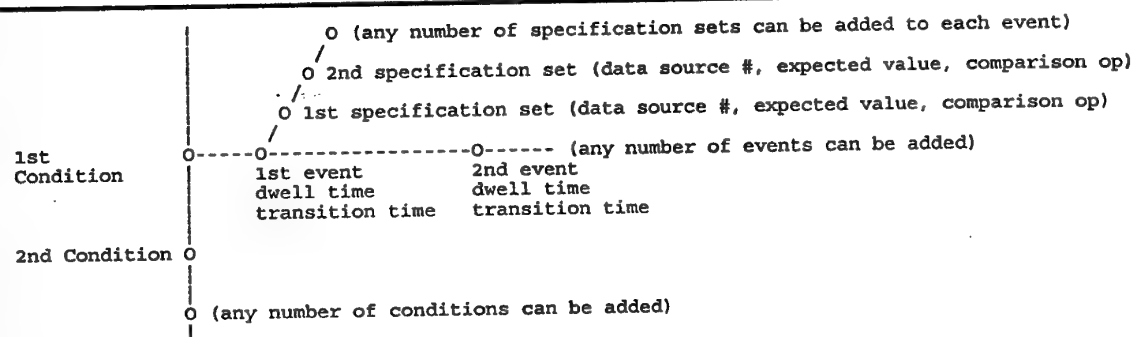 O (any number of specification sets can be added to each event)
O 2nd specification set (data source #, expected value, comparison op)
O 1st specification set (data source #, expected value, comparison op)
1st O-----O------------------O------ (any number of events can be added)
Condition 1st event 2nd event
dwell time dwell time
transition time transition time
2nd Condition O
O (any number of conditions can be added)